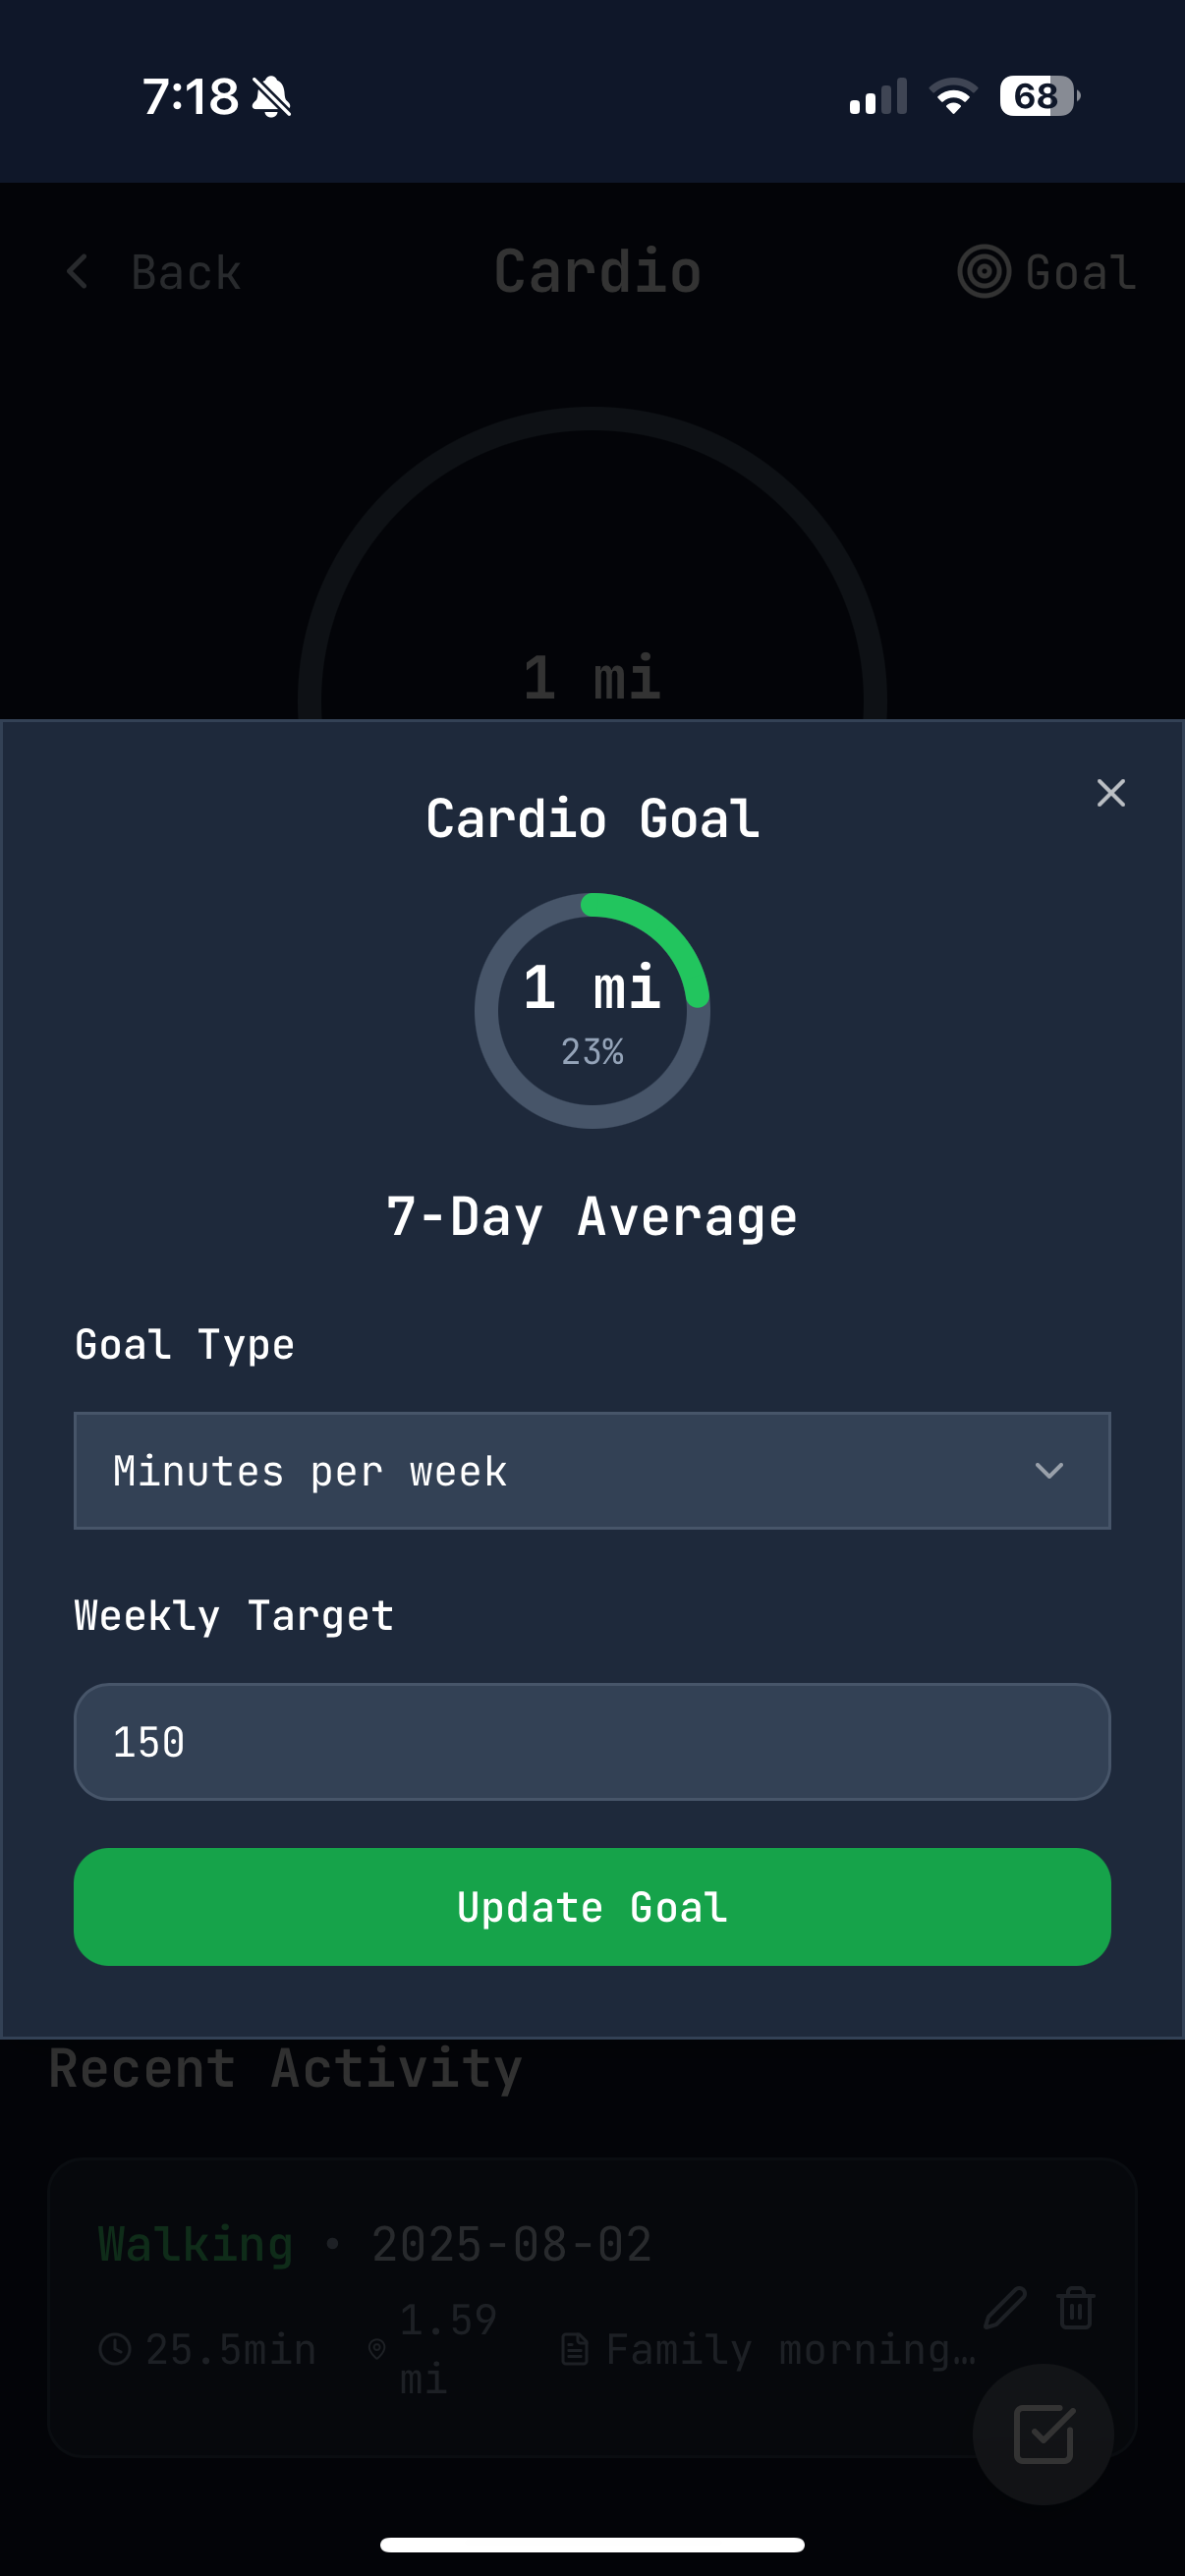 7:18
68
Back
Cardio
Goal
1 mi
Cardio Goal
1 mi
23%
7-Day Average
Goal Type
Minutes per week
Weekly Target
150
Update Goal
Recent Activity
Walking • 2025-08-02
25.5min
1.59
mi
Family morning…